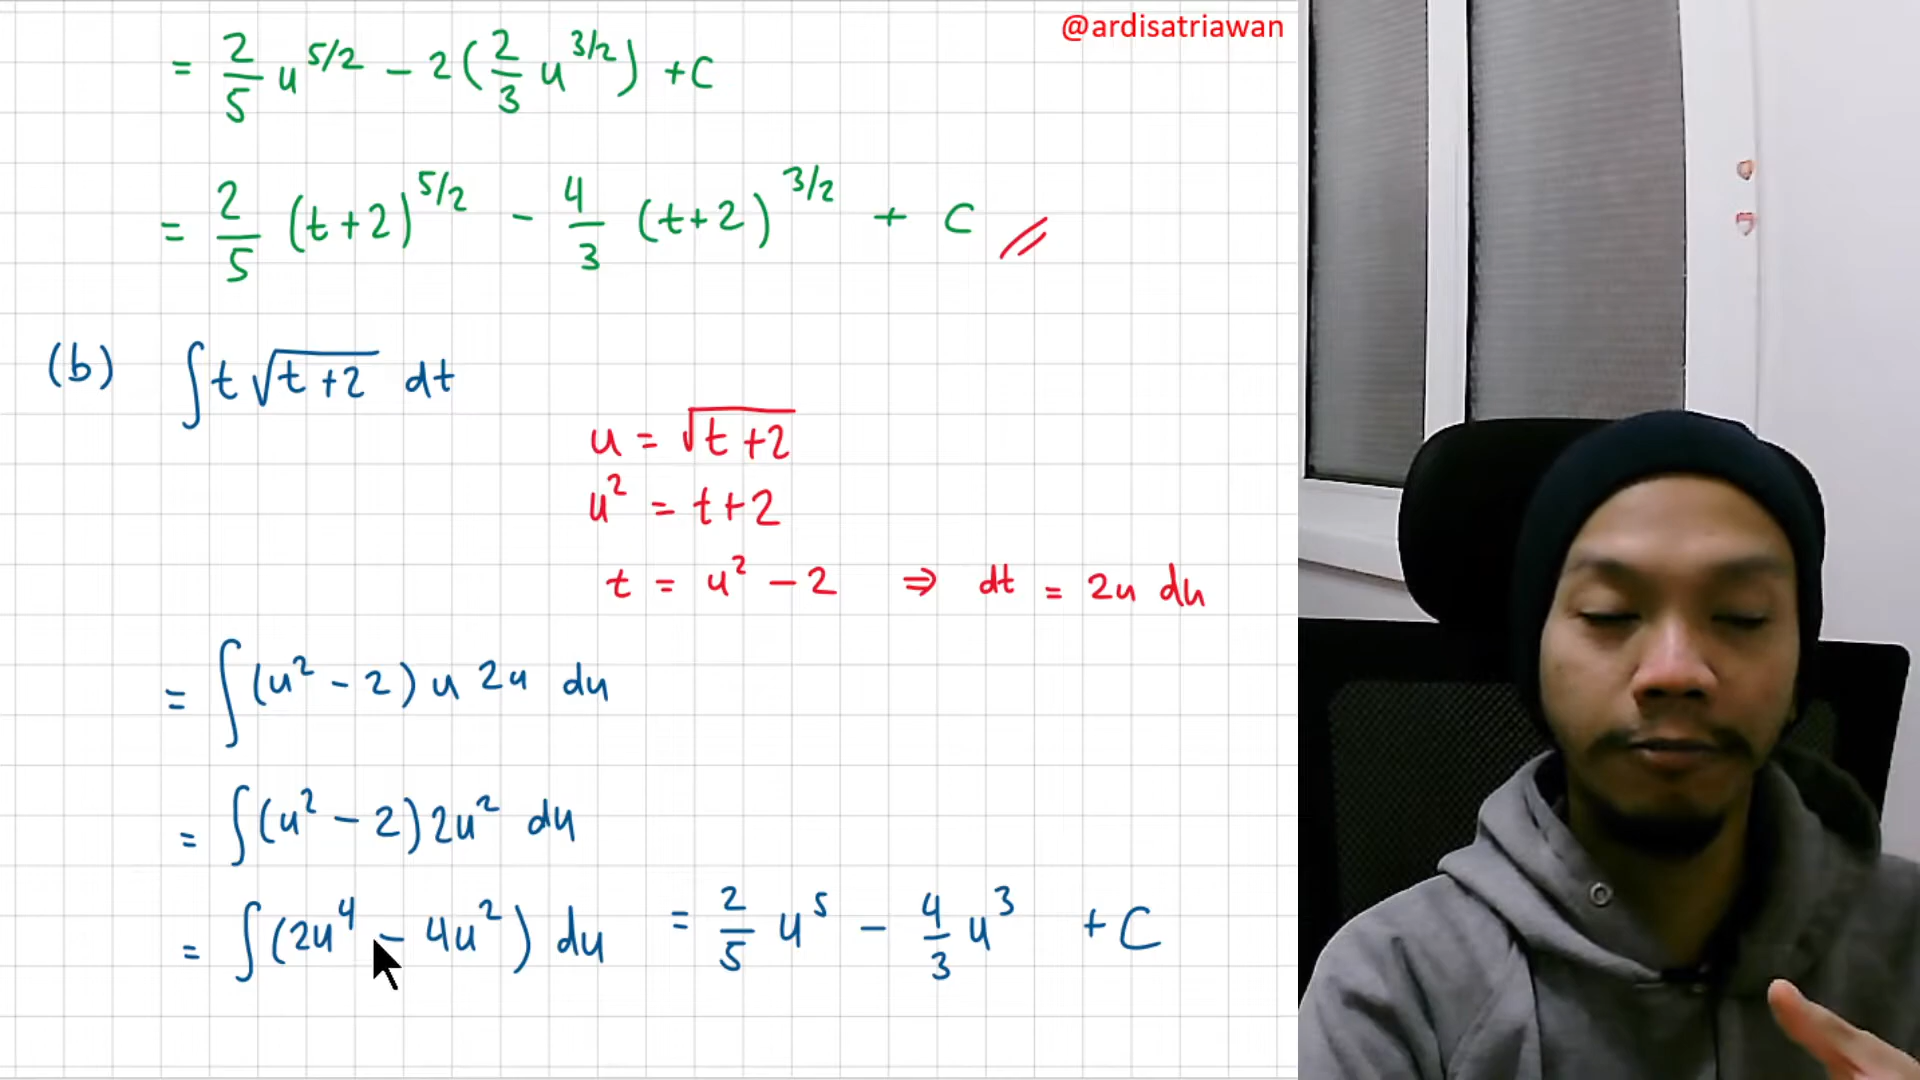 @ardisatriawan
= 2/5 u^5/2 - 2(2/3 u^3/2) + C
= 2/5 (t+2)^5/2 - 4/3 (t+2)^3/2 + C //
(b) ∫t√(t+2) dt
u = √(t+2)
u² = t+2
t = u² - 2 ⇒ dt = 2u du
= ∫(u² - 2) u 2u du
= ∫(u² - 2) 2u² du
= ∫(2u⁴ - 4u²) du = 2/5 u⁵ - 4/3 u³ + C